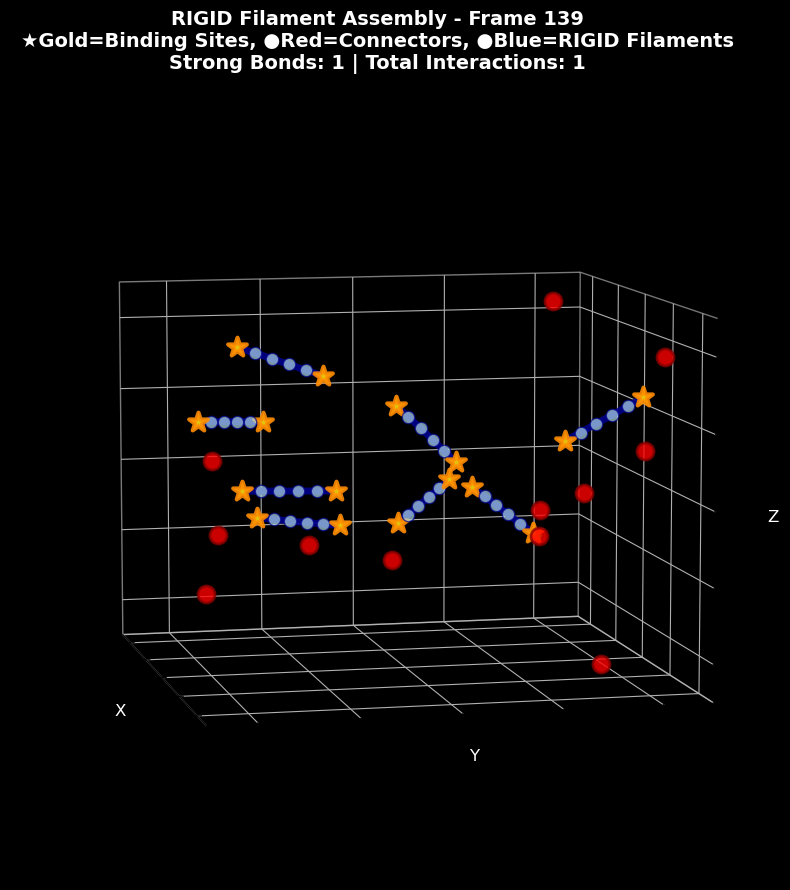 RIGID Filament Assembly - Frame 139
★Gold=Binding Sites, ●Red=Connectors, ●Blue=RIGID Filaments
Strong Bonds: 1 | Total Interactions: 1
Z
X
Y